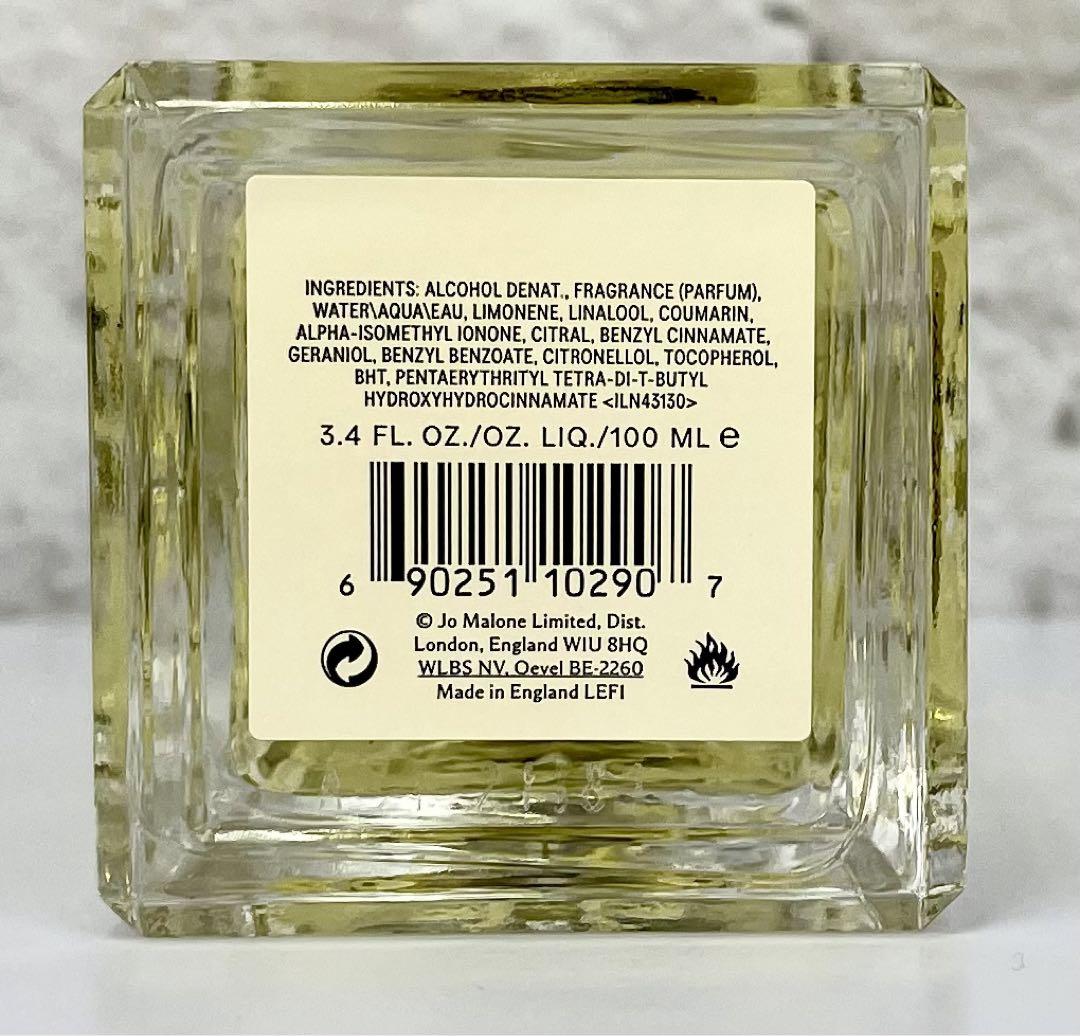 INGREDIENTS: ALCOHOL DENAT., FRAGRANCE (PARFUM),
WATER\AQUA\EAU, LIMONENE, LINALOOL, COUMARIN,
ALPHA-ISOMETHYL IONONE, CITRAL, BENZYL CINNAMATE,
GERANIOL, BENZYL BENZOATE, CITRONELLOL, TOCOPHEROL,
BHT, PENTAERYTHRITYL TETRA-DI-T-BUTYL
HYDROXYHYDROCINNAMATE <ILN43130>
3.4 FL. OZ./OZ. LIQ./100 ML e
6 90251 10290 7
© Jo Malone Limited, Dist.
London, England W1U 8HQ
WLBS NV, Oevel BE-2260
Made in England LEF1